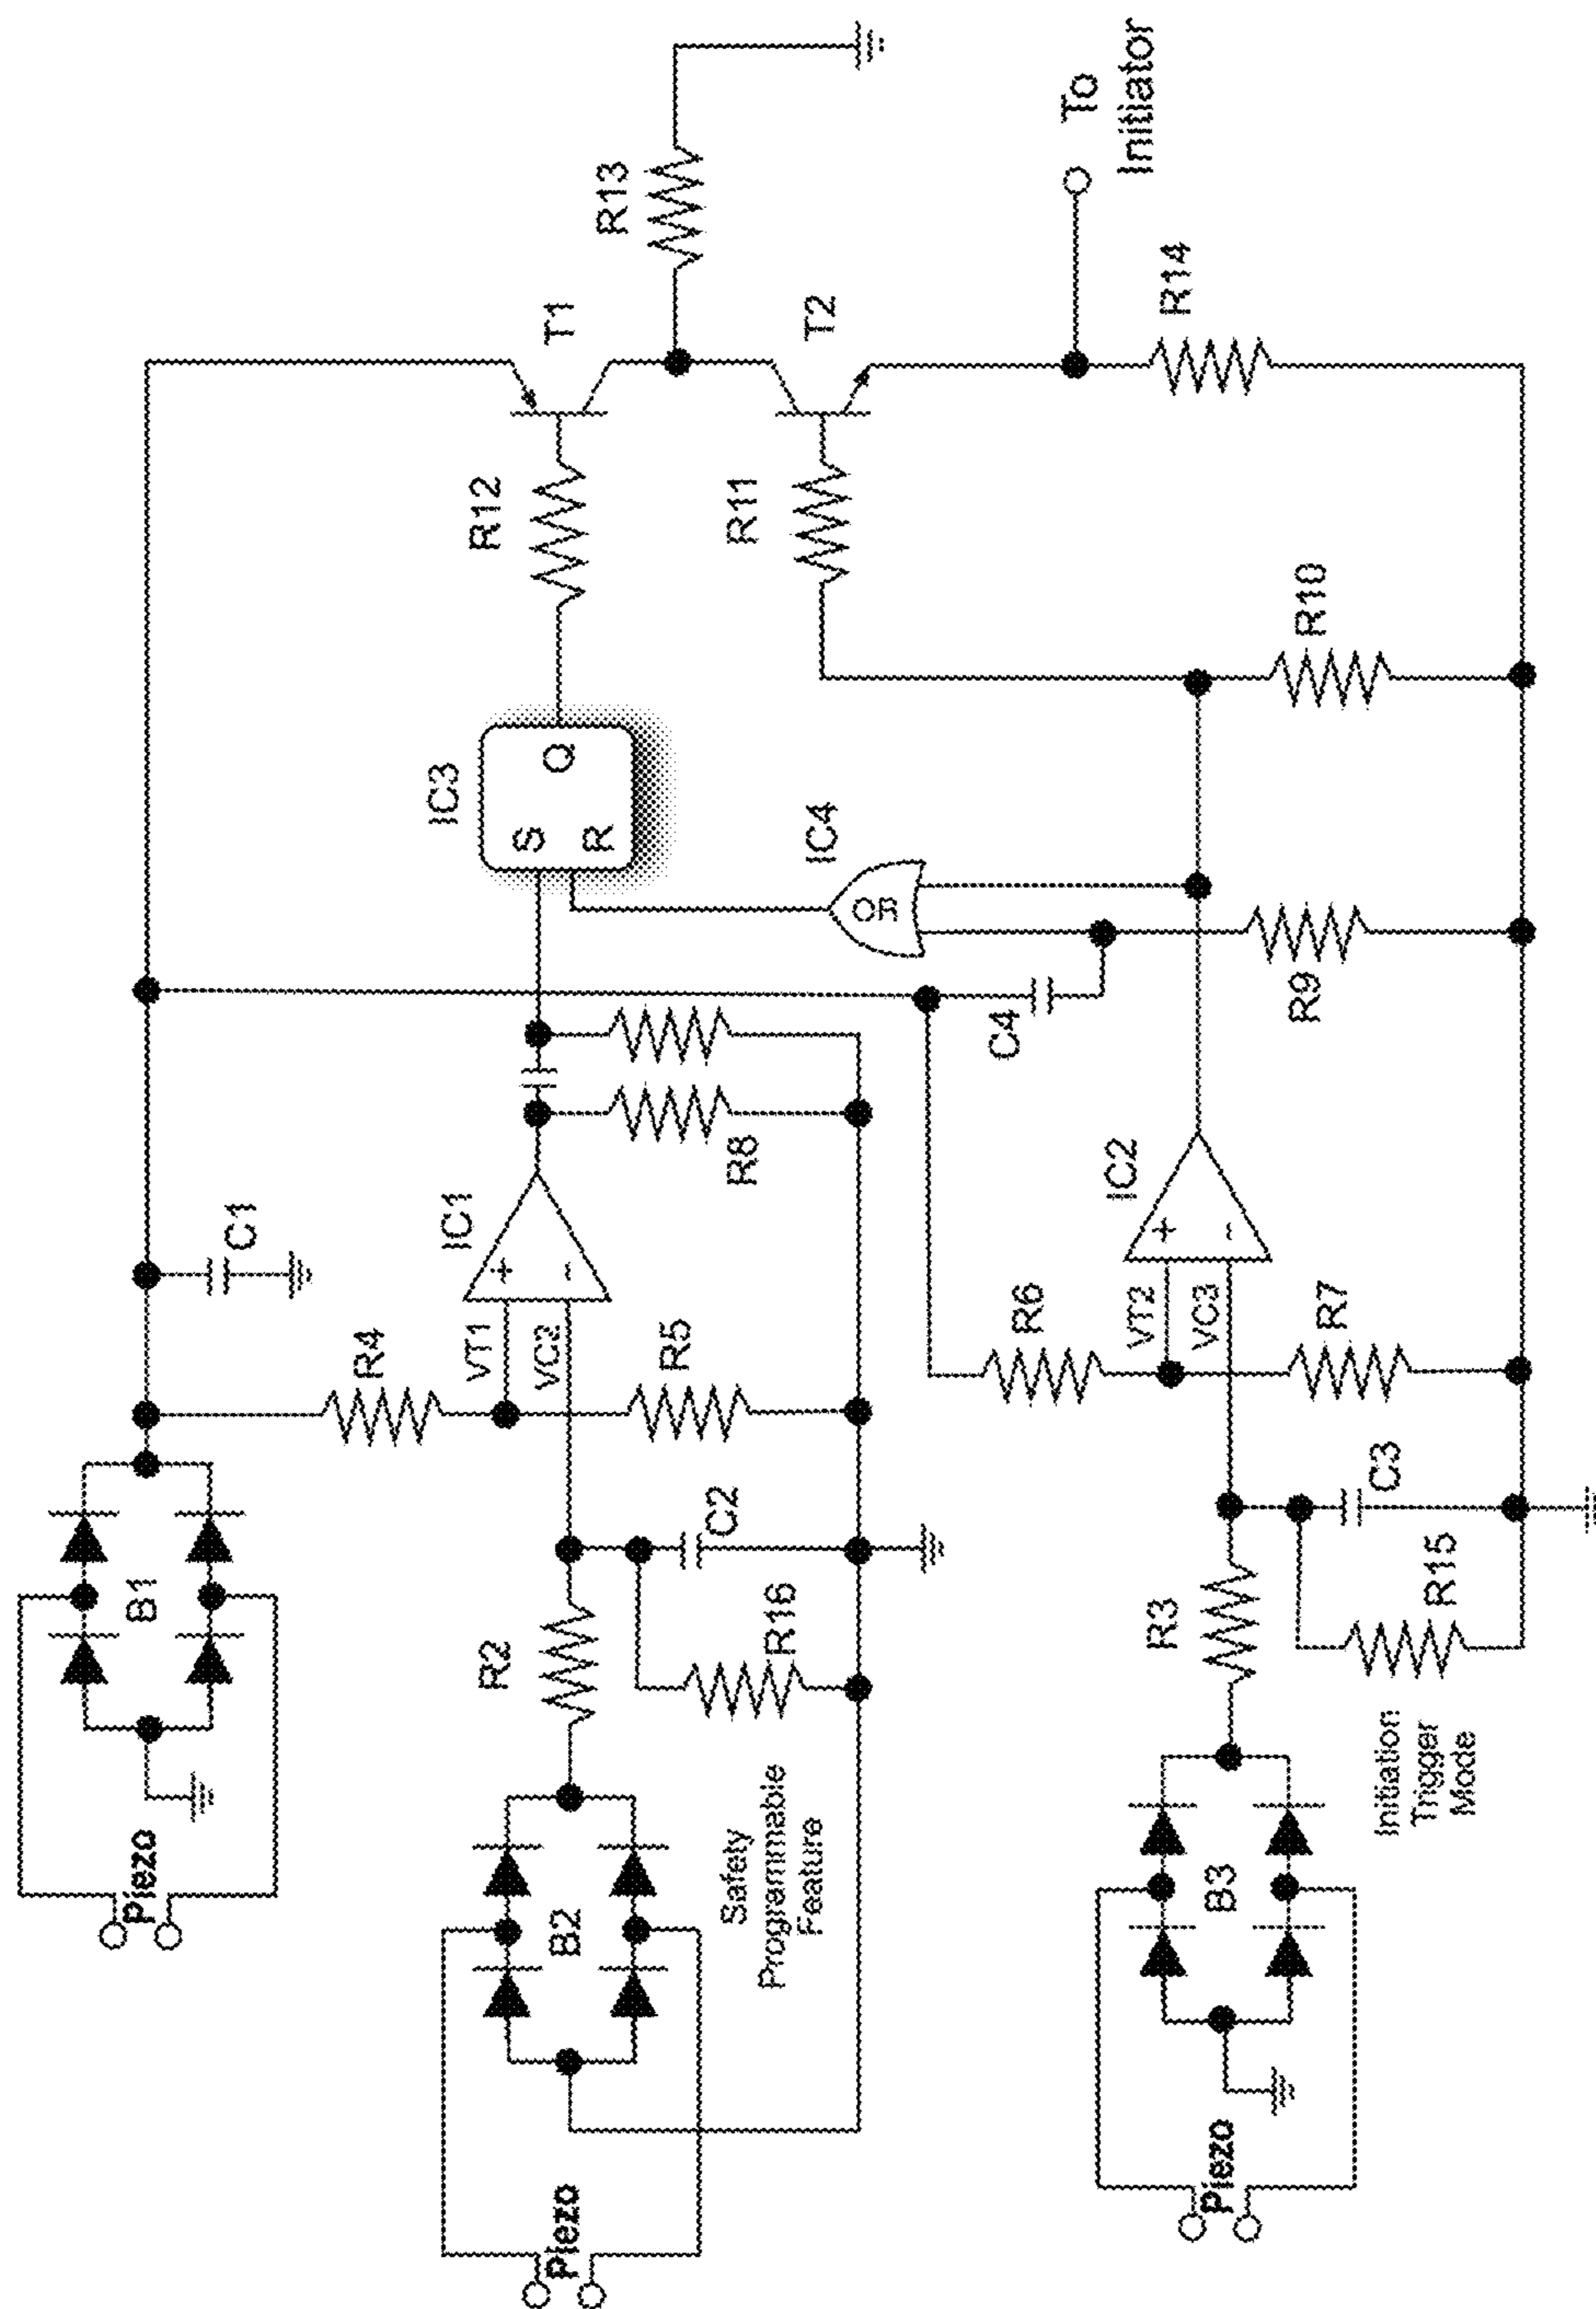 Piezo
B1
C1
R4
VT1
VC2
R5
IC1
+
-
R8
IC3
S
R
Q
R12
T1
R13
R11
T2
Piezo
B2
R2
C2
R16
Safety
Programmable
Feature
IC4
OR
C4
R9
R10
R14
To
Initiator
Piezo
B3
R3
C3
R15
Initiation
Trigger
Mode
R6
VT2
VC3
R7
IC2
+
-